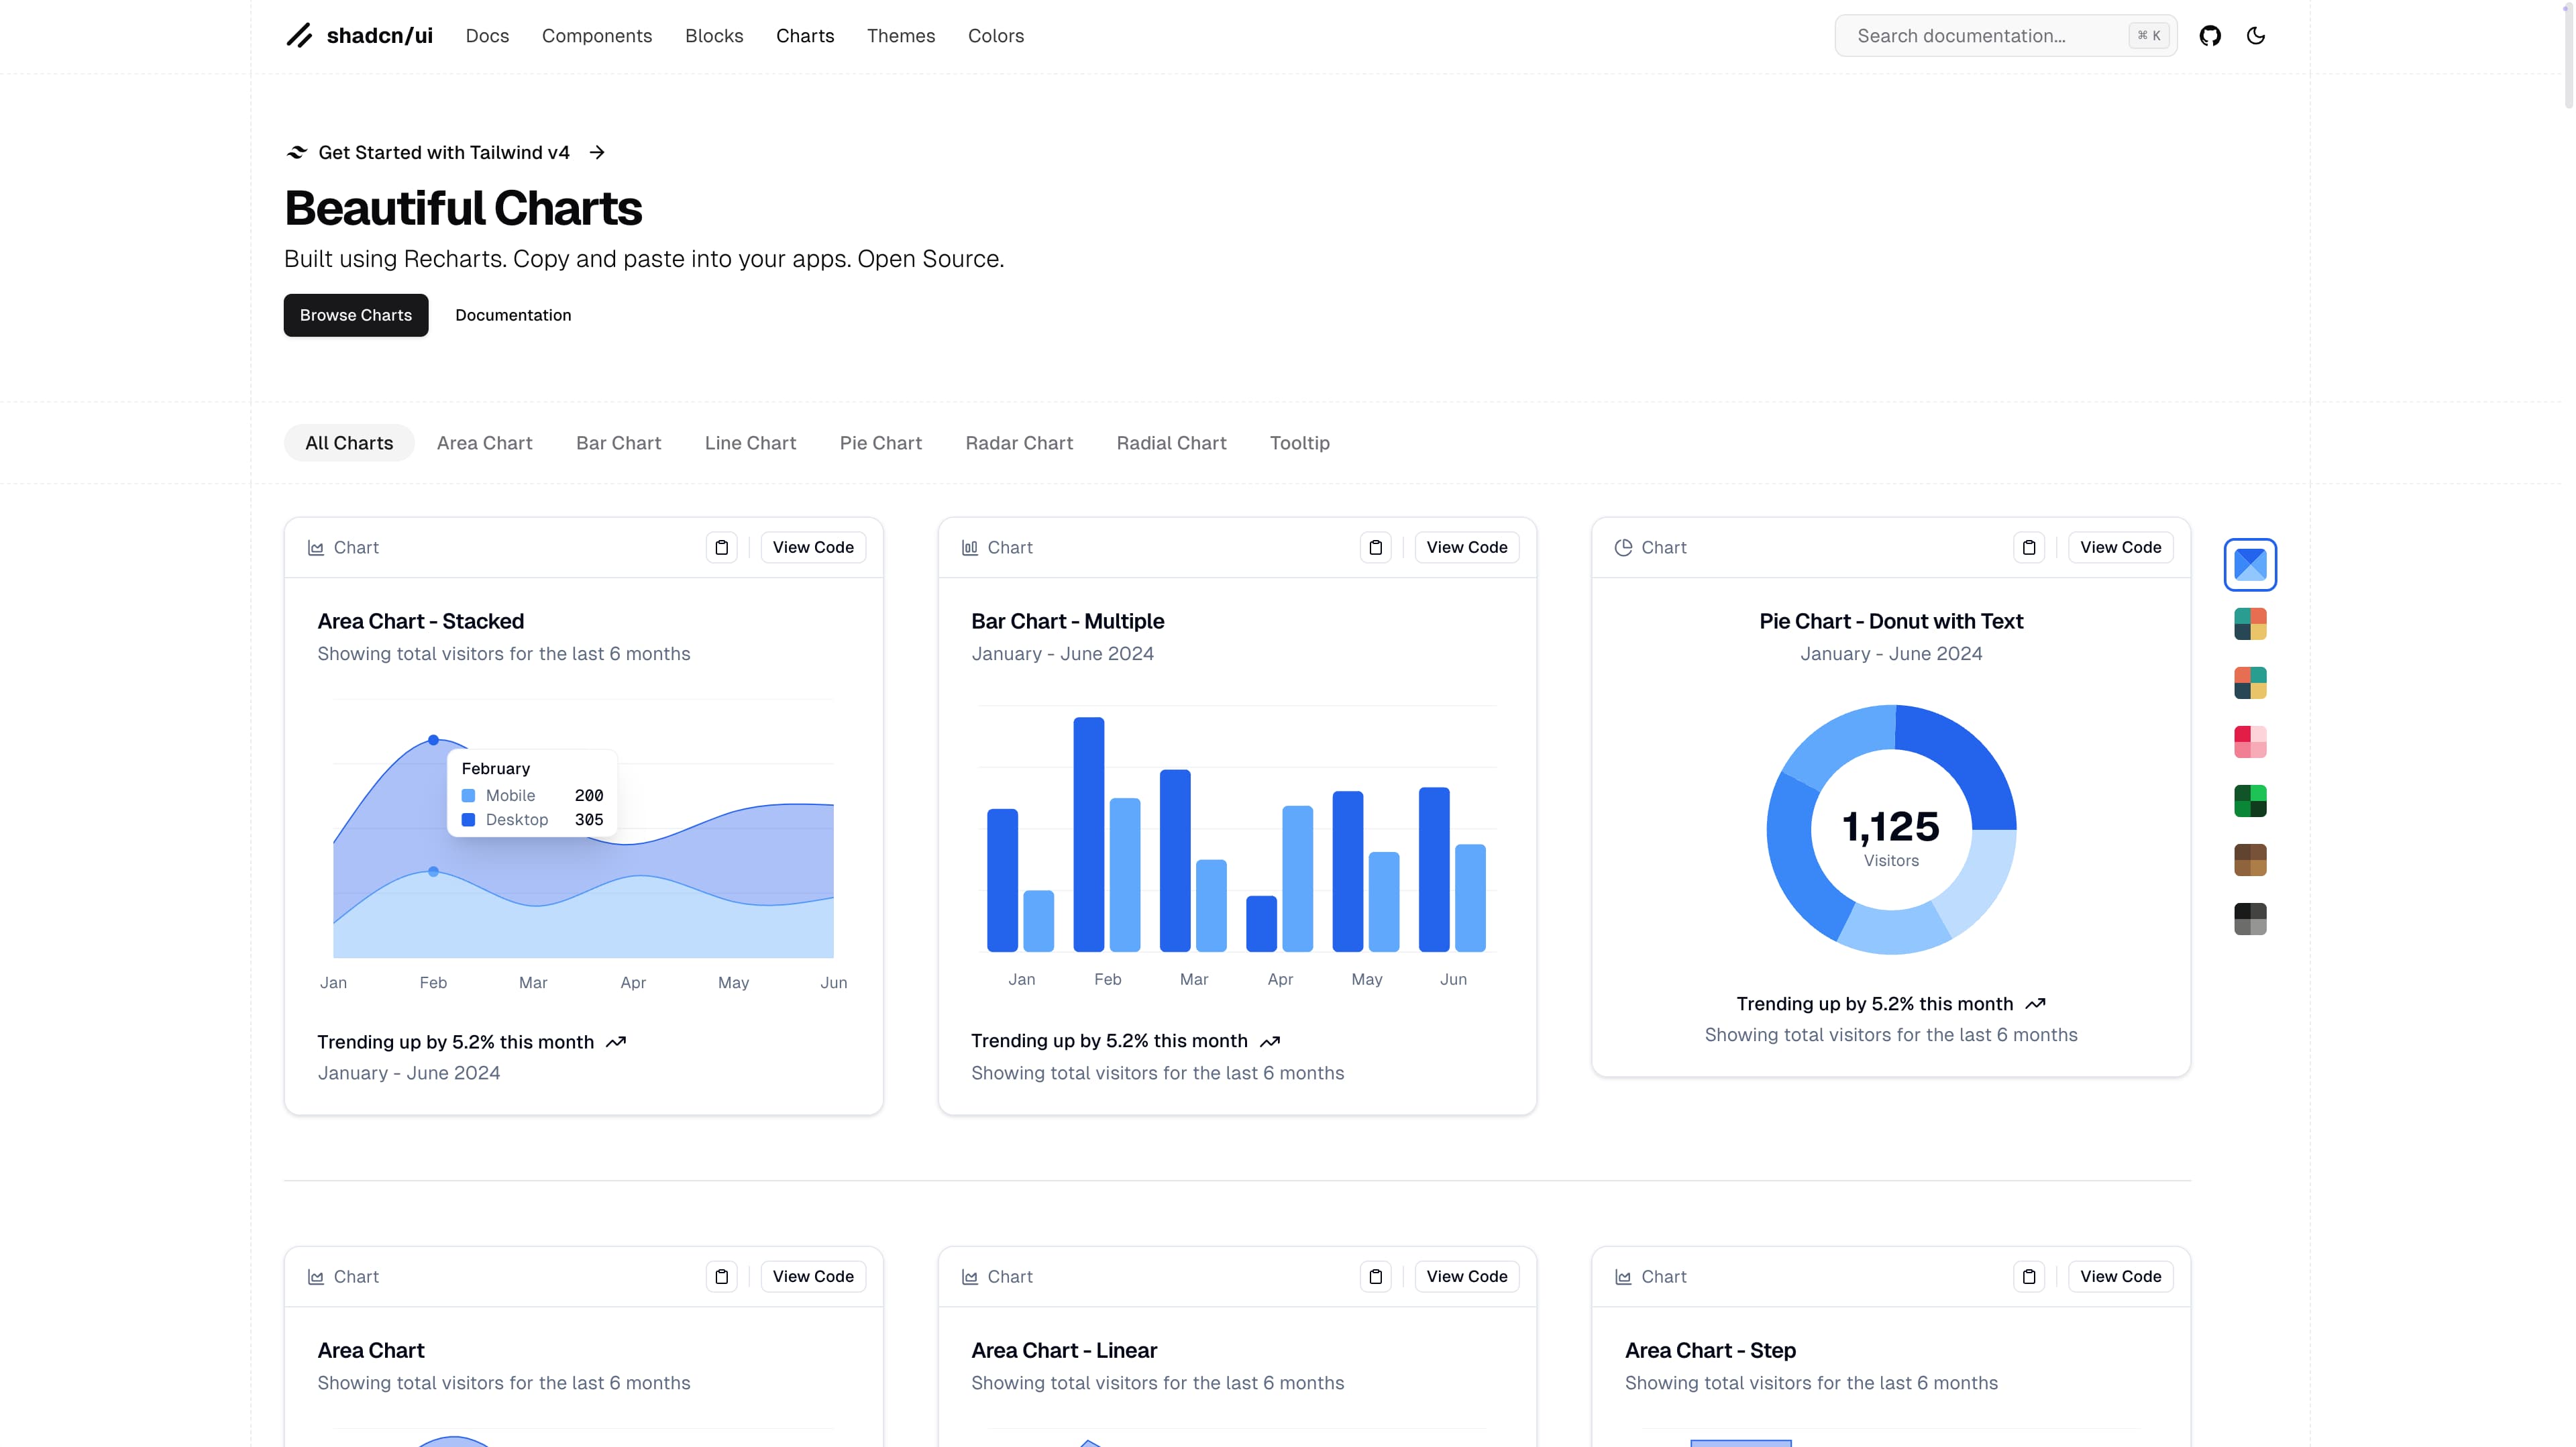 shadcn/ui Docs Components Blocks Charts Themes Colors Search documentation... ⌘ K
Get Started with Tailwind v4
Beautiful Charts
Built using Recharts. Copy and paste into your apps. Open Source.
Browse Charts Documentation
All Charts Area Chart Bar Chart Line Chart Pie Chart Radar Chart Radial Chart Tooltip
Chart View Code
Area Chart - Stacked
Showing total visitors for the last 6 months
February
Mobile 200
Desktop 305
Jan Feb Mar Apr May Jun
Trending up by 5.2% this month
January - June 2024
Chart View Code
Bar Chart - Multiple
January - June 2024
Jan Feb Mar Apr May Jun
Trending up by 5.2% this month
Showing total visitors for the last 6 months
Chart View Code
Pie Chart - Donut with Text
January - June 2024
1,125
Visitors
Trending up by 5.2% this month
Showing total visitors for the last 6 months
Chart View Code
Area Chart
Showing total visitors for the last 6 months
Chart View Code
Area Chart - Linear
Showing total visitors for the last 6 months
Chart View Code
Area Chart - Step
Showing total visitors for the last 6 months